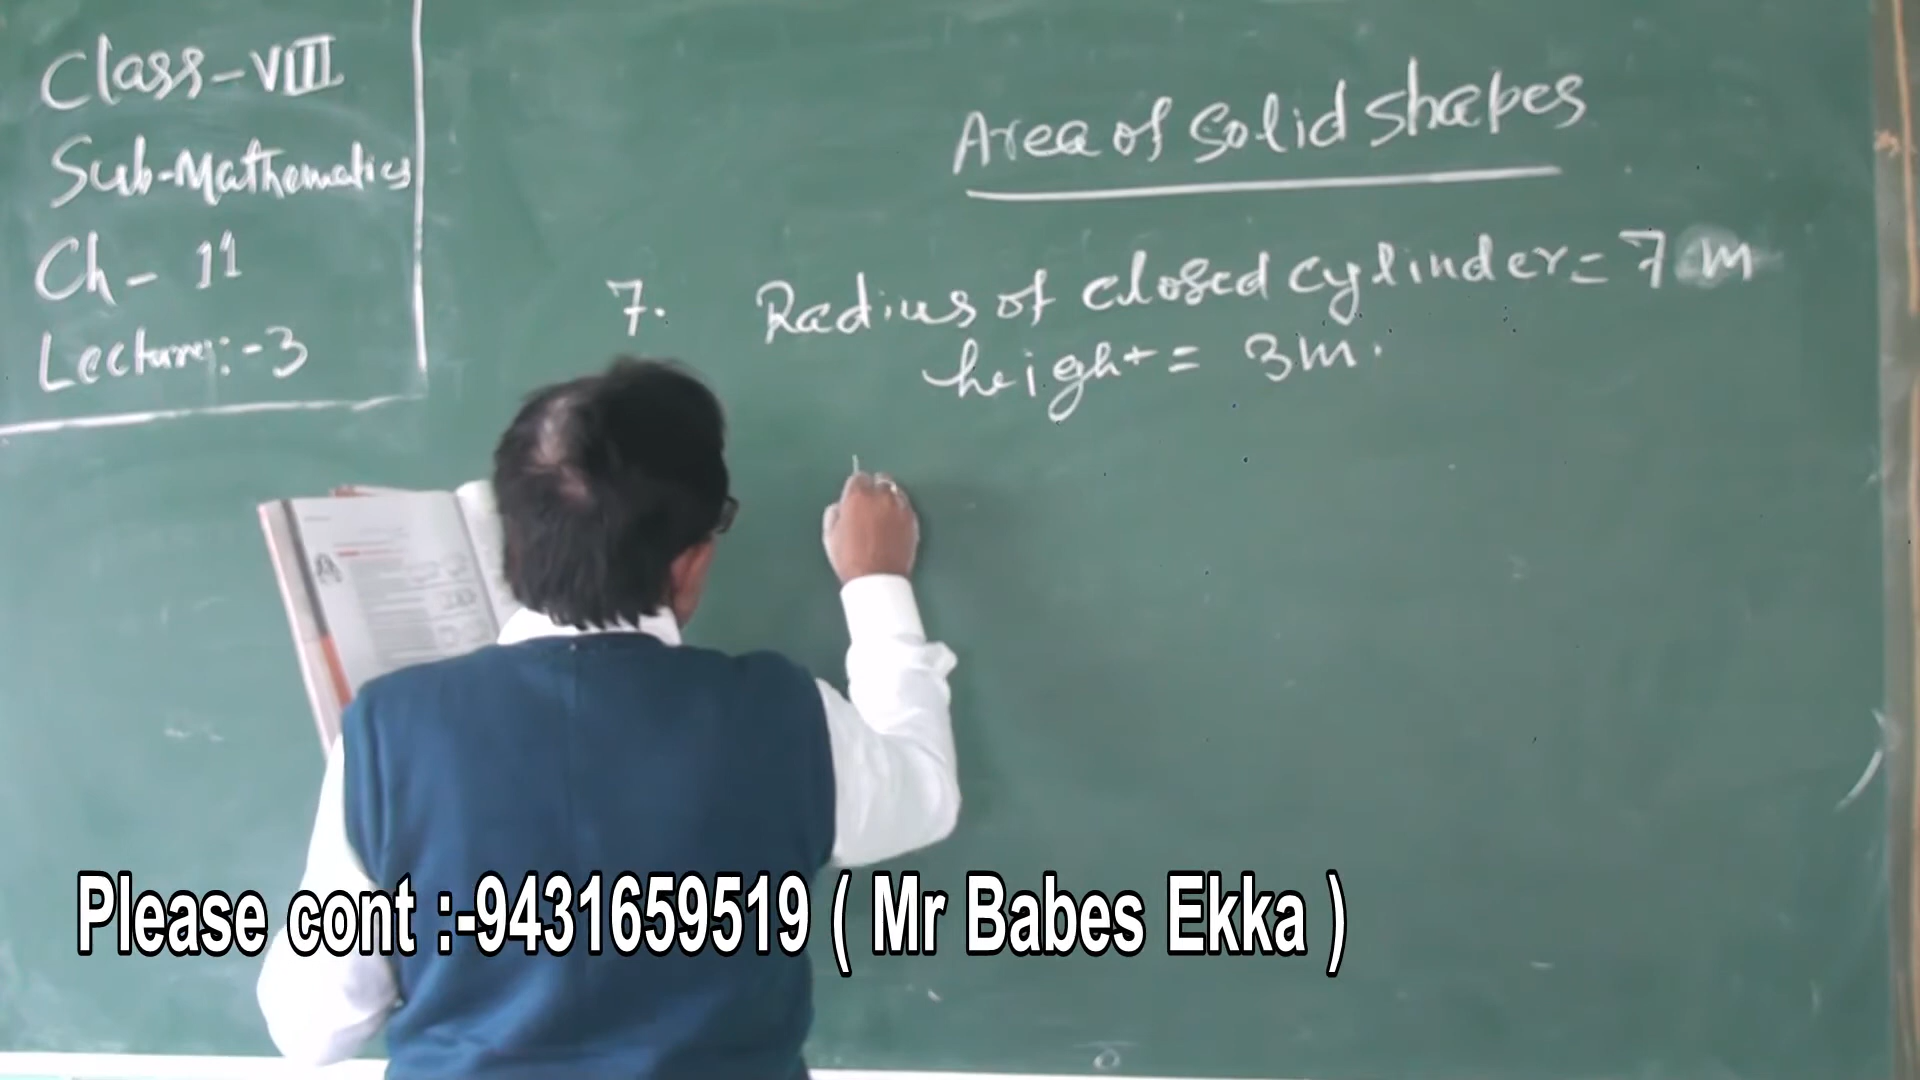 Class-VIII
Sub-Mathematics
Ch- 11
Lecture:-3
Area of Solid Shapes
7. Radius of closed cylinder = 7 m
height = 3m.
Please cont :-9431659519 ( Mr Babes Ekka )